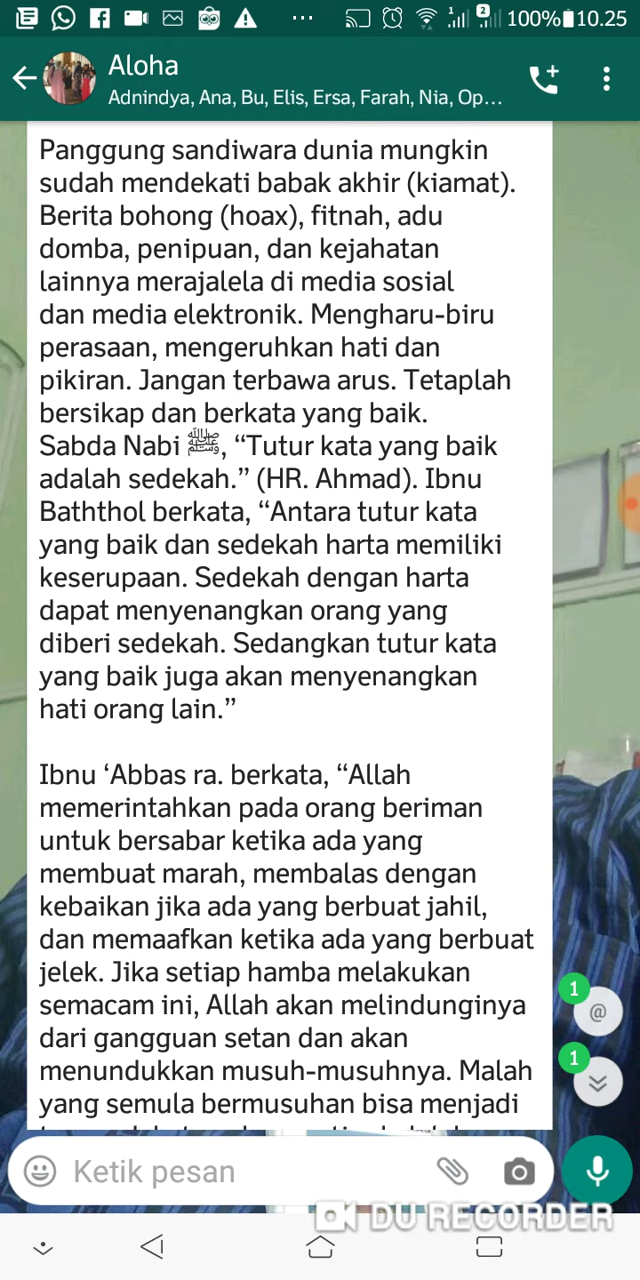 100% 10.25
Aloha
Adnindya, Ana, Bu, Elis, Ersa, Farah, Nia, Op...
Panggung sandiwara dunia mungkin
sudah mendekati babak akhir (kiamat).
Berita bohong (hoax), fitnah, adu
domba, penipuan, dan kejahatan
lainnya merajalela di media sosial
dan media elektronik. Mengharu-biru
perasaan, mengeruhkan hati dan
pikiran. Jangan terbawa arus. Tetaplah
bersikap dan berkata yang baik.
Sabda Nabi ﷺ, “Tutur kata yang baik
adalah sedekah.” (HR. Ahmad). Ibnu
Baththol berkata, “Antara tutur kata
yang baik dan sedekah harta memiliki
keserupaan. Sedekah dengan harta
dapat menyenangkan orang yang
diberi sedekah. Sedangkan tutur kata
yang baik juga akan menyenangkan
hati orang lain.”
Ibnu ‘Abbas ra. berkata, “Allah
memerintahkan pada orang beriman
untuk bersabar ketika ada yang
membuat marah, membalas dengan
kebaikan jika ada yang berbuat jahil,
dan memaafkan ketika ada yang berbuat
jelek. Jika setiap hamba melakukan
semacam ini, Allah akan melindunginya
dari gangguan setan dan akan
menundukkan musuh-musuhnya. Malah
yang semula bermusuhan bisa menjadi
1
@
1
Ketik pesan
DU RECORDER